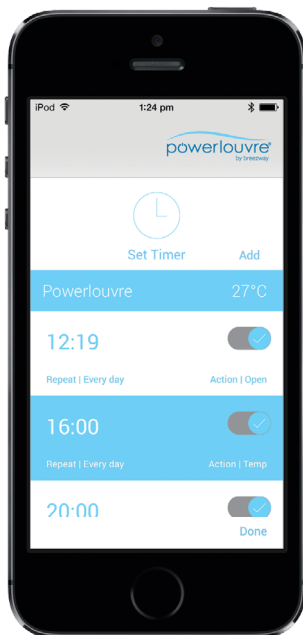 iPod 1:24 pm
powerlouvre®
by breezway
Set Timer Add
Powerlouvre 27°C
12:19
Repeat | Every day Action | Open
16:00
Repeat | Every day Action | Temp
20:00
Done